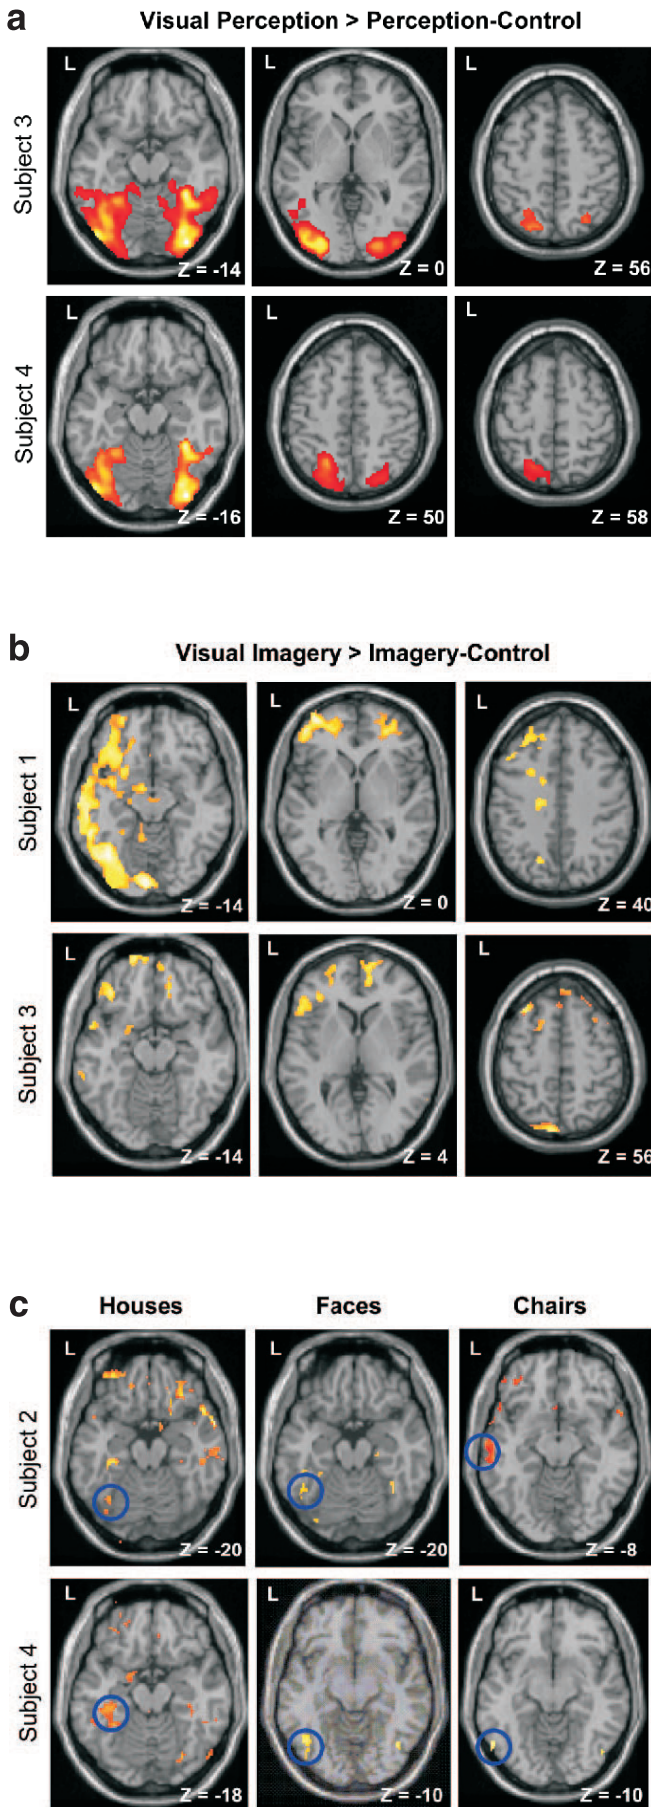 a Visual Perception > Perception-Control
Subject 3
L L L
Z = -14 Z = 0 Z = 56
Subject 4
L L L
Z = -16 Z = 50 Z = 58
b Visual Imagery > Imagery-Control
Subject 1
L L L
Z = -14 Z = 0 Z = 40
Subject 3
L L L
Z = -14 Z = 4 Z = 56
c Houses Faces Chairs
Subject 2
L L L
Z = -20 Z = -20 Z = -8
Subject 4
L L L
Z = -18 Z = -10 Z = -10